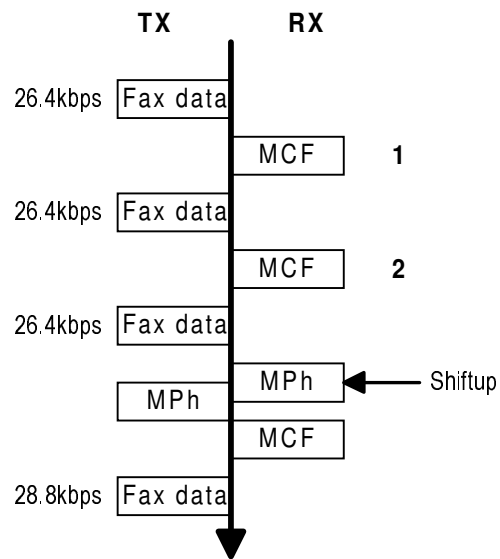 TX RX
26.4kbps Fax data
MCF 1
26.4kbps Fax data
MCF 2
26.4kbps Fax data
MPh Shiftup
MPh
MCF
28.8kbps Fax data